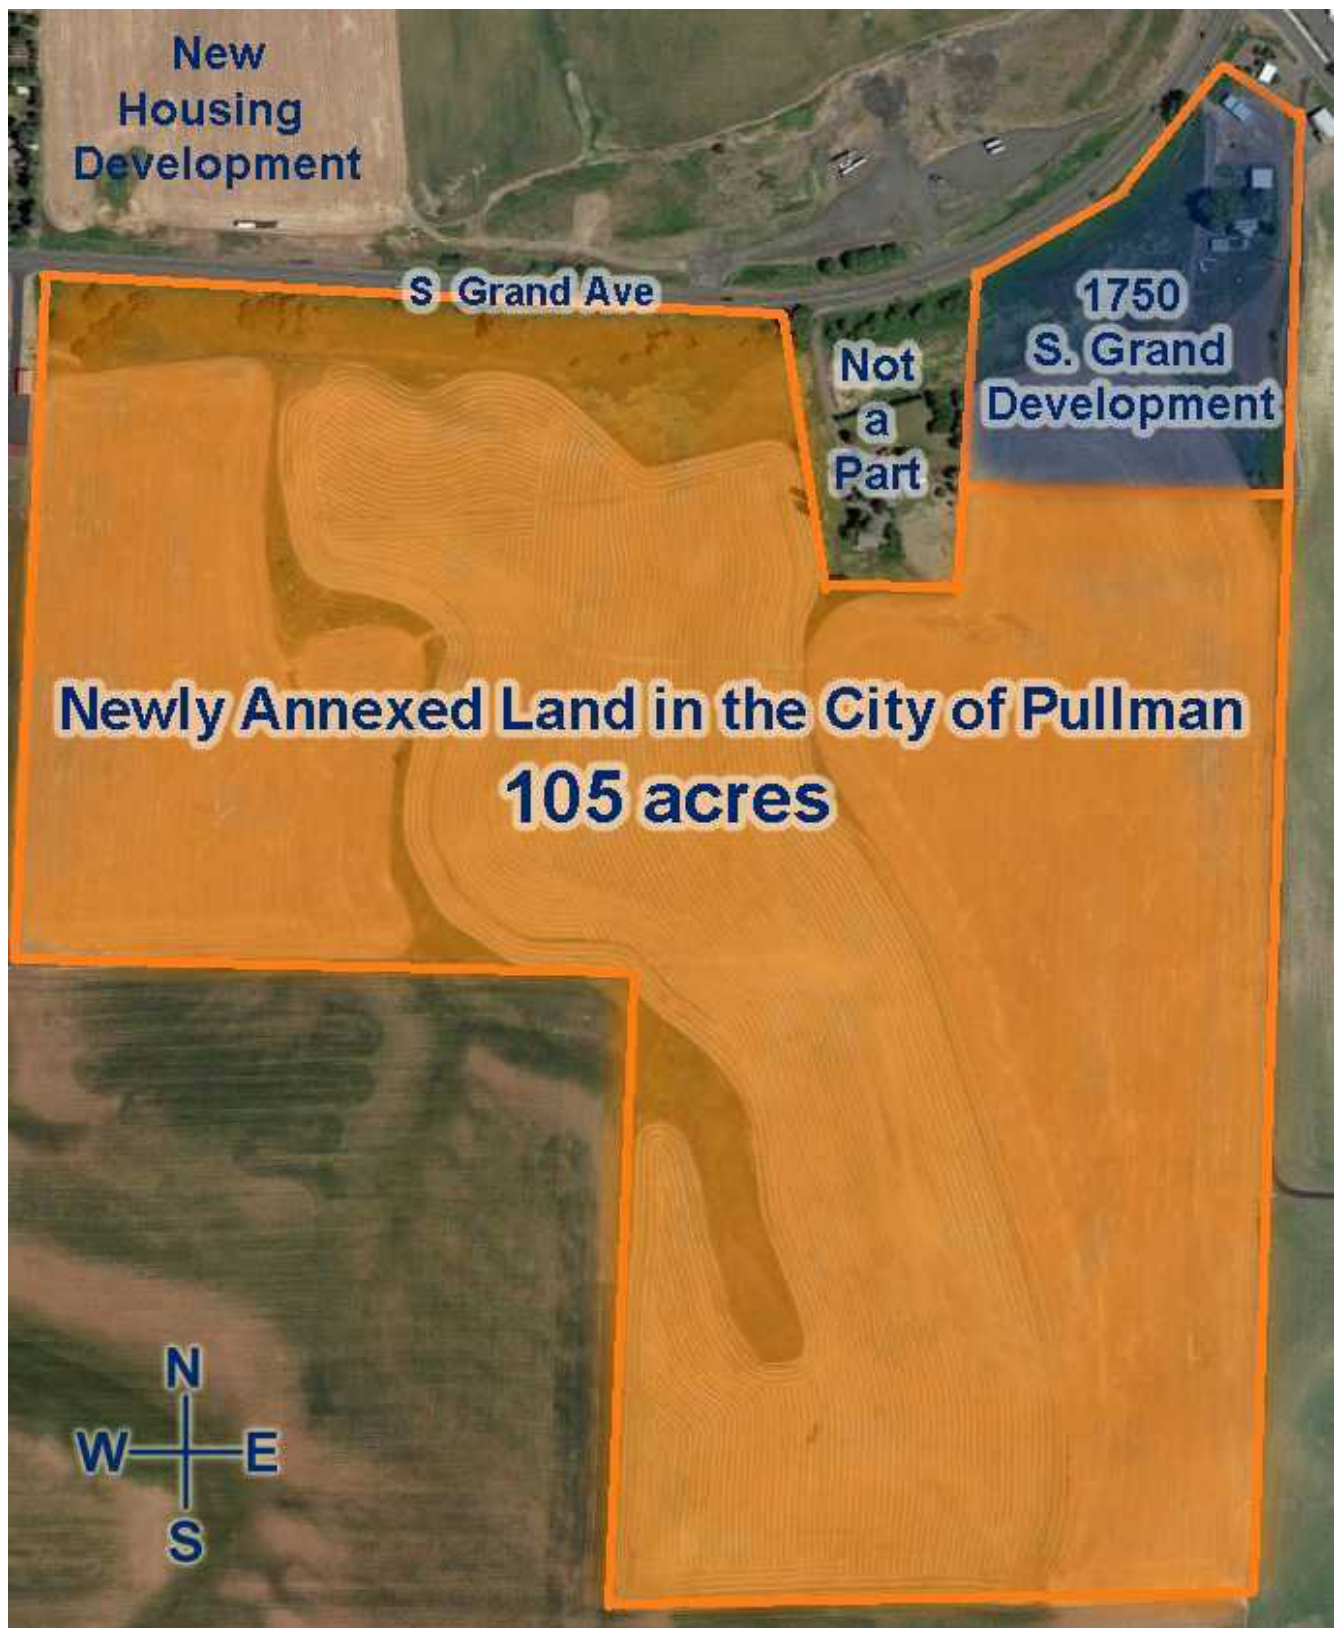 New
Housing
Development
S Grand Ave
1750
S. Grand
Development
Not
a
Part
Newly Annexed Land in the City of Pullman
105 acres
N
W E
S